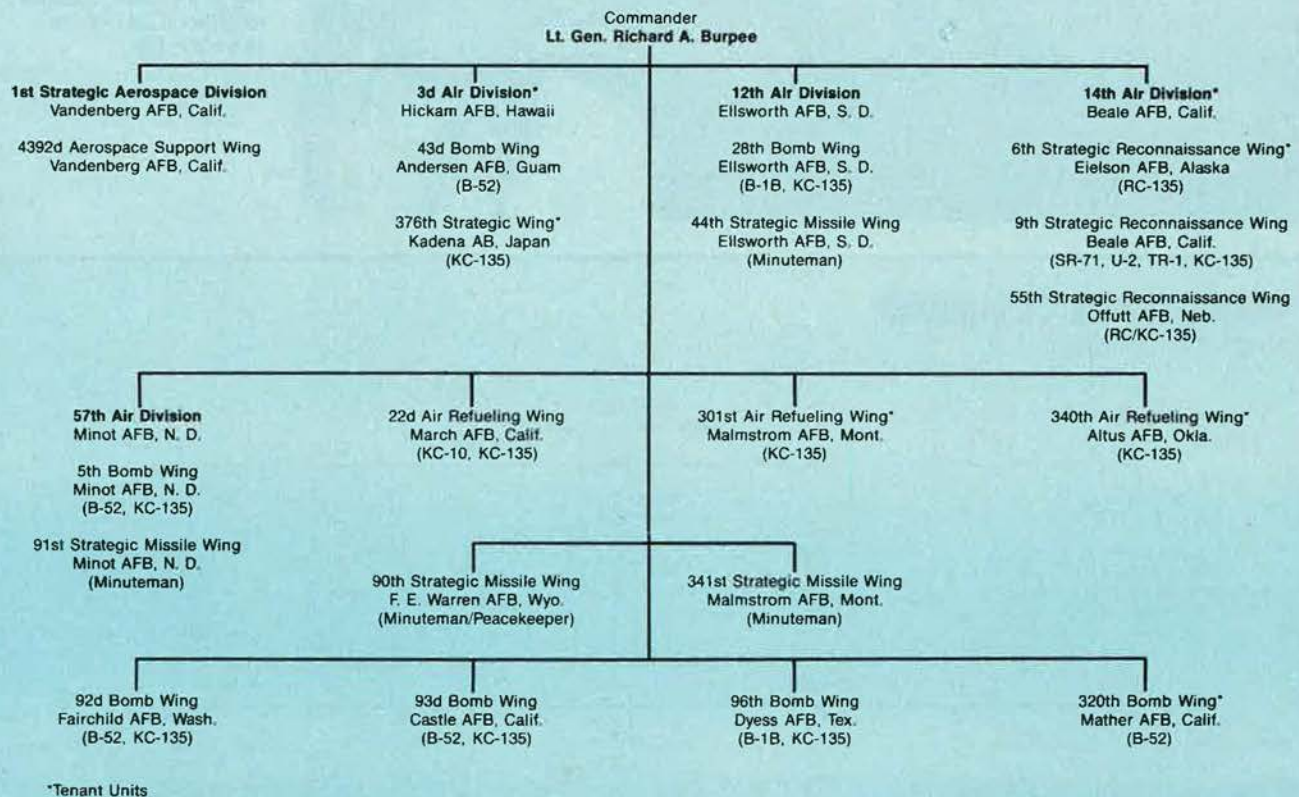 Commander
Lt. Gen. Richard A. Burpee
1st Strategic Aerospace Division
Vandenberg AFB, Calif.
4392d Aerospace Support Wing
Vandenberg AFB, Calif.
3d Air Division*
Hickam AFB, Hawaii
43d Bomb Wing
Andersen AFB, Guam
(B-52)
376th Strategic Wing*
Kadena AB, Japan
(KC-135)
12th Air Division
Ellsworth AFB, S. D.
28th Bomb Wing
Ellsworth AFB, S. D.
(B-1B, KC-135)
44th Strategic Missile Wing
Ellsworth AFB, S. D.
(Minuteman)
14th Air Division*
Beale AFB, Calif.
6th Strategic Reconnaissance Wing*
Eielson AFB, Alaska
(RC-135)
9th Strategic Reconnaissance Wing
Beale AFB, Calif.
(SR-71, U-2, TR-1, KC-135)
55th Strategic Reconnaissance Wing
Offutt AFB, Neb.
(RC/KC-135)
57th Air Division
Minot AFB, N. D.
5th Bomb Wing
Minot AFB, N. D.
(B-52, KC-135)
91st Strategic Missile Wing
Minot AFB, N. D.
(Minuteman)
22d Air Refueling Wing
March AFB, Calif.
(KC-10, KC-135)
301st Air Refueling Wing*
Malmstrom AFB, Mont.
(KC-135)
340th Air Refueling Wing*
Altus AFB, Okla.
(KC-135)
90th Strategic Missile Wing
F. E. Warren AFB, Wyo.
(Minuteman/Peacekeeper)
341st Strategic Missile Wing
Malmstrom AFB, Mont.
(Minuteman)
92d Bomb Wing
Fairchild AFB, Wash.
(B-52, KC-135)
93d Bomb Wing
Castle AFB, Calif.
(B-52, KC-135)
96th Bomb Wing
Dyess AFB, Tex.
(B-1B, KC-135)
320th Bomb Wing*
Mather AFB, Calif.
(B-52)
*Tenant Units